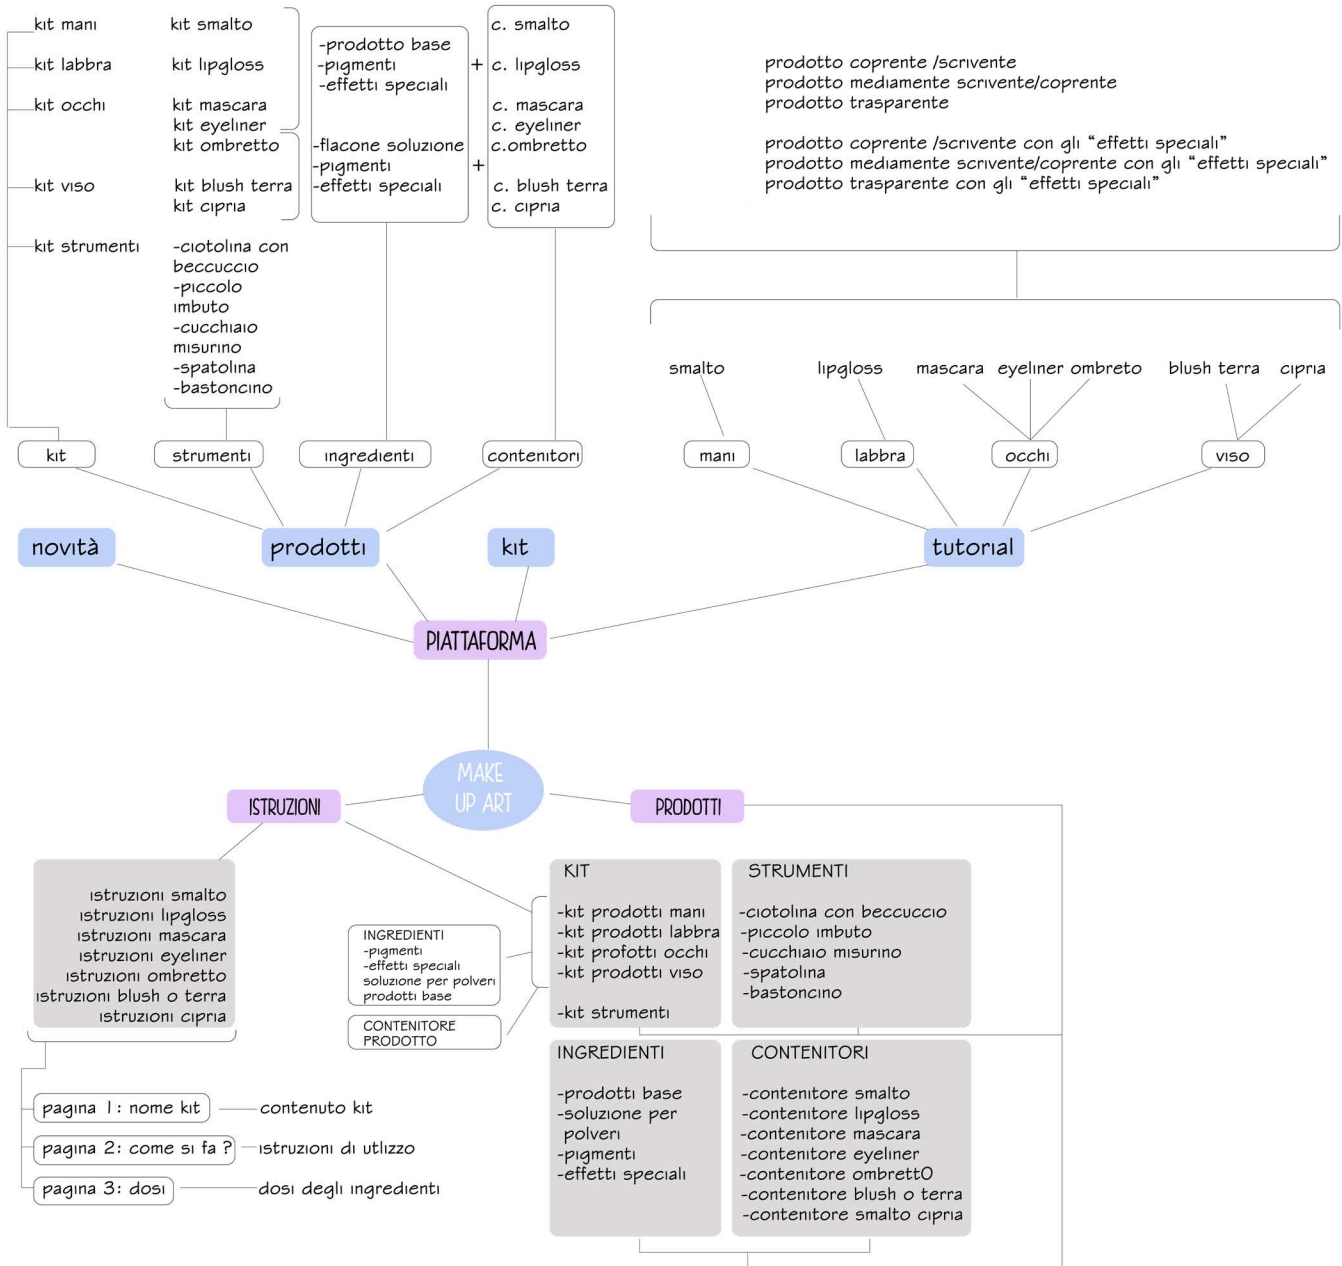 kit mani
kit labbra
kit occhi
kit viso
kit strumenti
kit smalto
kit lipgloss
kit mascara
kit eyeliner
kit ombretto
kit blush terra
kit cipria
-ciotolina con
beccuccio
-piccolo
imbuto
-cucchiaio
misurino
-spatolina
-bastoncino
-prodotto base
-pigmenti
-effetti speciali
-flacone soluzione
-pigmenti
-effetti speciali
+
+
c. smalto
c. lipgloss
c. mascara
c. eyeliner
c.ombretto
c. blush terra
c. cipria
prodotto coprente /scrivente
prodotto mediamente scrivente/coprente
prodotto trasparente
prodotto coprente /scrivente con gli “effetti speciali”
prodotto mediamente scrivente/coprente con gli “effetti speciali”
prodotto trasparente con gli “effetti speciali”
smalto
lipgloss
mascara
eyeliner
ombreto
blush terra
cipria
kit
strumenti
ingredienti
contenitori
mani
labbra
occhi
viso
novità
prodotti
kit
tutorial
PIATTAFORMA
MAKE
UP ART
ISTRUZIONI
PRODOTTI
istruzioni smalto
istruzioni lipgloss
istruzioni mascara
istruzioni eyeliner
istruzioni ombretto
istruzioni blush o terra
istruzioni cipria
INGREDIENTI
-pigmenti
-effetti speciali
soluzione per polveri
prodotti base
CONTENITORE
PRODOTTO
KIT
-kit prodotti mani
-kit prodotti labbra
-kit profotti occhi
-kit prodotti viso
-kit strumenti
STRUMENTI
-ciotolina con beccuccio
-piccolo imbuto
-cucchiaio misurino
-spatolina
-bastoncino
INGREDIENTI
-prodotti base
-soluzione per
polveri
-pigmenti
-effetti speciali
CONTENITORI
-contenitore smalto
-contenitore lipgloss
-contenitore mascara
-contenitore eyeliner
-contenitore ombrettO
-contenitore blush o terra
-contenitore smalto cipria
pagina 1: nome kit
contenuto kit
pagina 2: come si fa ?
istruzioni di utlizzo
pagina 3: dosi
dosi degli ingredienti